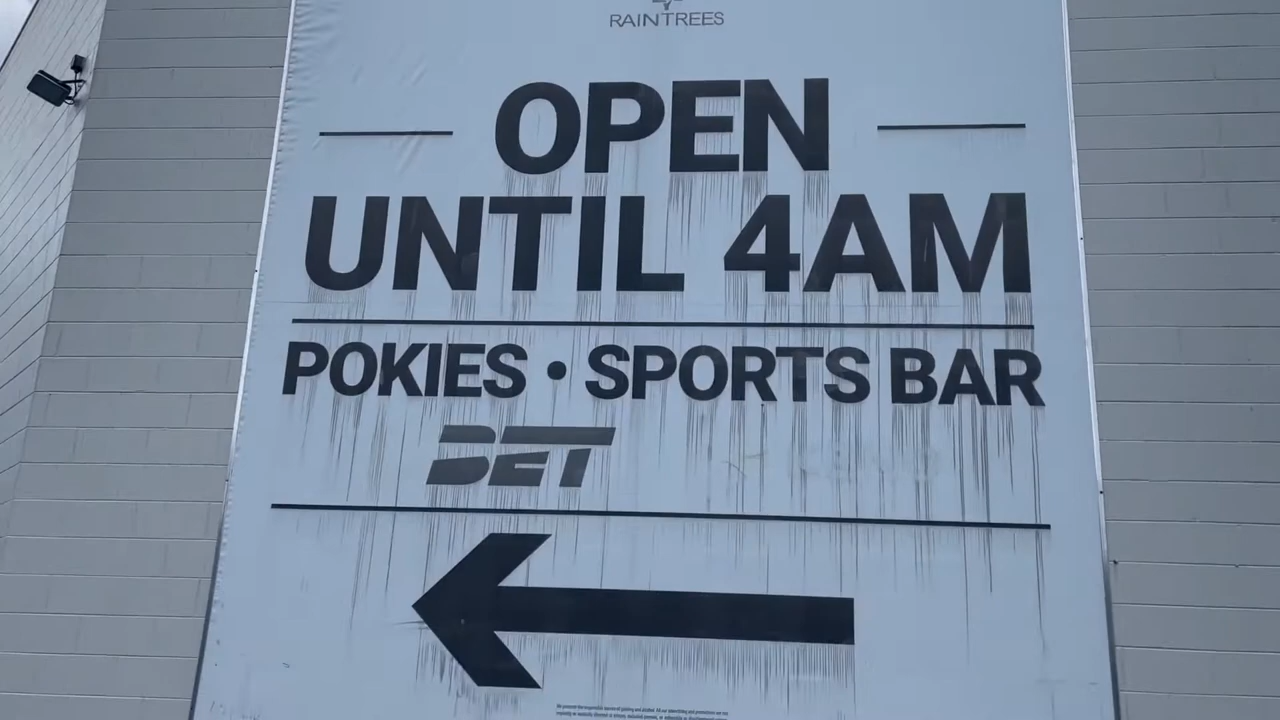 RAINTREES
OPEN
UNTIL 4AM
POKIES • SPORTS BAR
BET